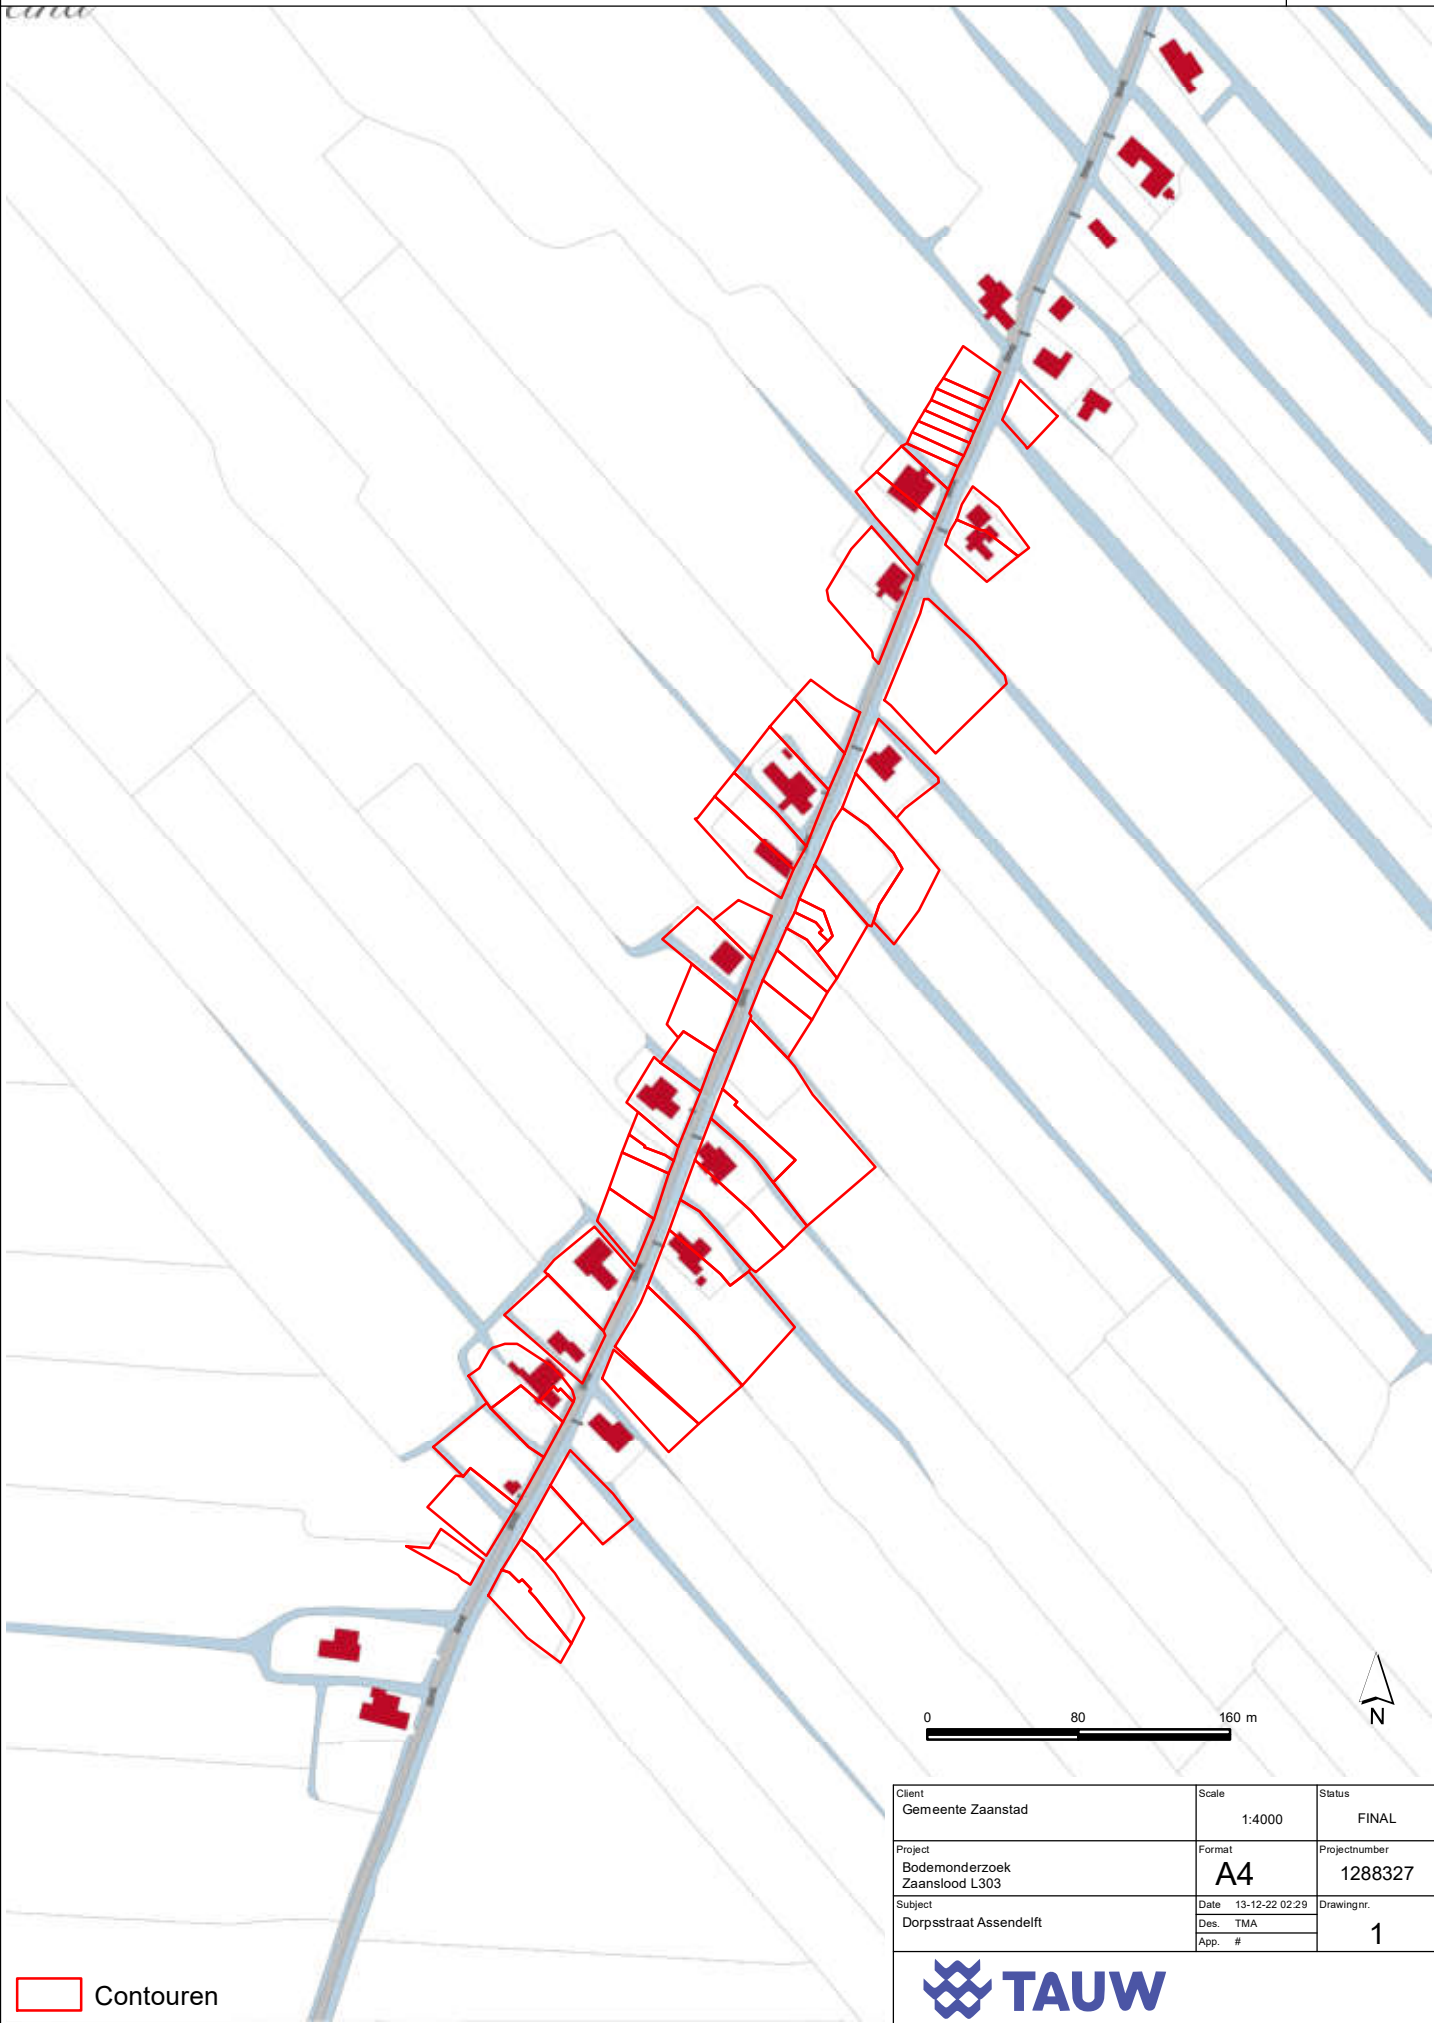 0 80 160 m
N
Client
Gemeente Zaanstad
Scale
1:4000
Status
FINAL
Project
Bodemonderzoek
Zaanslood L303
Format
A4
Projectnumber
1288327
Subject
Dorpsstraat Assendelft
Date 13-12-22 02:29
Des. TMA
App. #
Drawingnr.
1
TAUW
Contouren